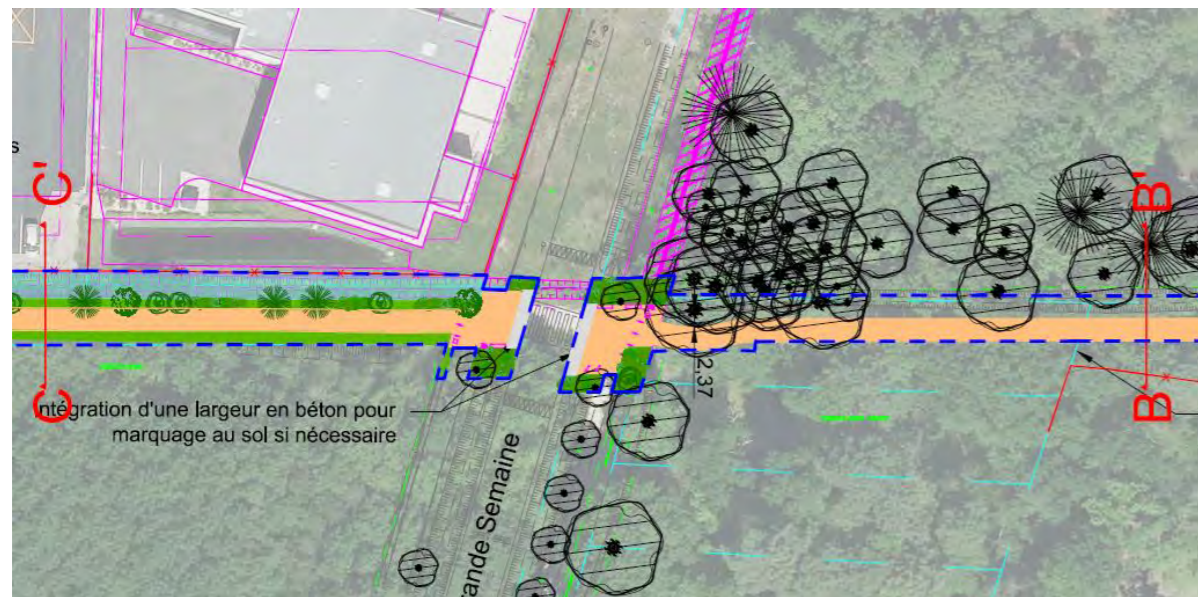 s
C'
B'
2,37
C
B
Intégration d'une largeur en béton pour
marquage au sol si nécessaire
rande Semaine